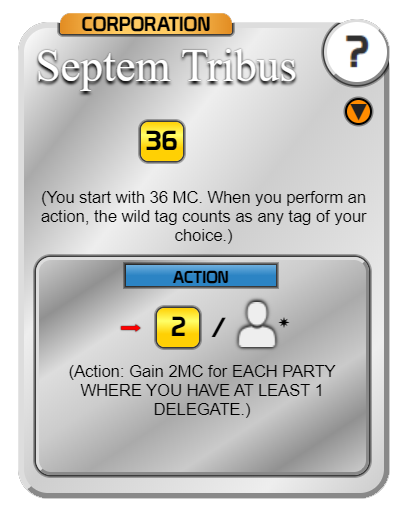 CORPORATION
Septem Tribus
?
36
(You start with 36 MC. When you perform an
action, the wild tag counts as any tag of your
choice.)
ACTION
2 / *
(Action: Gain 2MC for EACH PARTY
WHERE YOU HAVE AT LEAST 1
DELEGATE.)